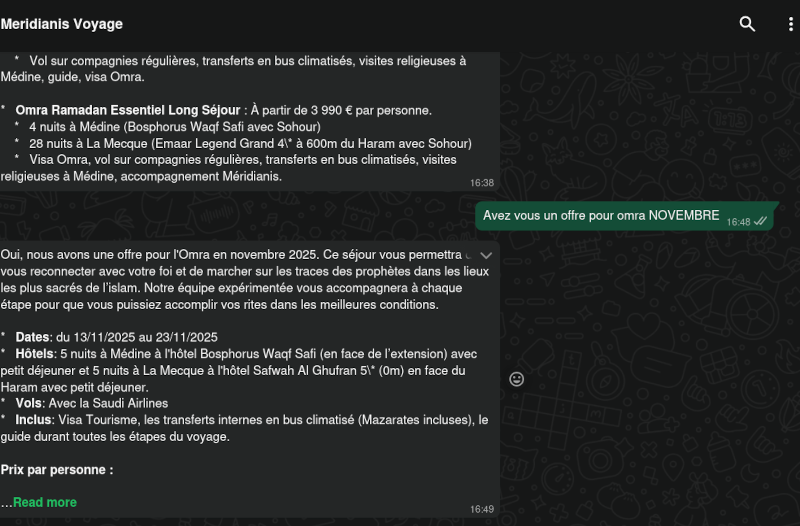 Meridianis Voyage
* Vol sur compagnies régulières, transferts en bus climatisés, visites religieuses à
Médine, guide, visa Omra.
* Omra Ramadan Essentiel Long Séjour : À partir de 3 990 € par personne.
* 4 nuits à Médine (Bosphorus Waqf Safi avec Sohour)
* 28 nuits à La Mecque (Emaar Legend Grand 4\* à 600m du Haram avec Sohour)
* Visa Omra, vol sur compagnies régulières, transferts en bus climatisés, visites
religieuses à Médine, accompagnement Méridianis.
16:38
Avez vous un offre pour omra NOVEMBRE 16:48
Oui, nous avons une offre pour l'Omra en novembre 2025. Ce séjour vous permettra
vous reconnecter avec votre foi et de marcher sur les traces des prophètes dans les lieux
les plus sacrés de l'islam. Notre équipe expérimentée vous accompagnera à chaque
étape pour que vous puissiez accomplir vos rites dans les meilleures conditions.
* Dates: du 13/11/2025 au 23/11/2025
* Hôtels: 5 nuits à Médine à l'hôtel Bosphorus Waqf Safi (en face de l'extension) avec
petit déjeuner et 5 nuits à La Mecque à l'hôtel Safwah Al Ghufran 5\* (0m) en face du
Haram avec petit déjeuner.
* Vols: Avec la Saudi Airlines
* Inclus: Visa Tourisme, les transferts internes en bus climatisé (Mazarates incluses), le
guide durant toutes les étapes du voyage.
Prix par personne :
...Read more
16:49